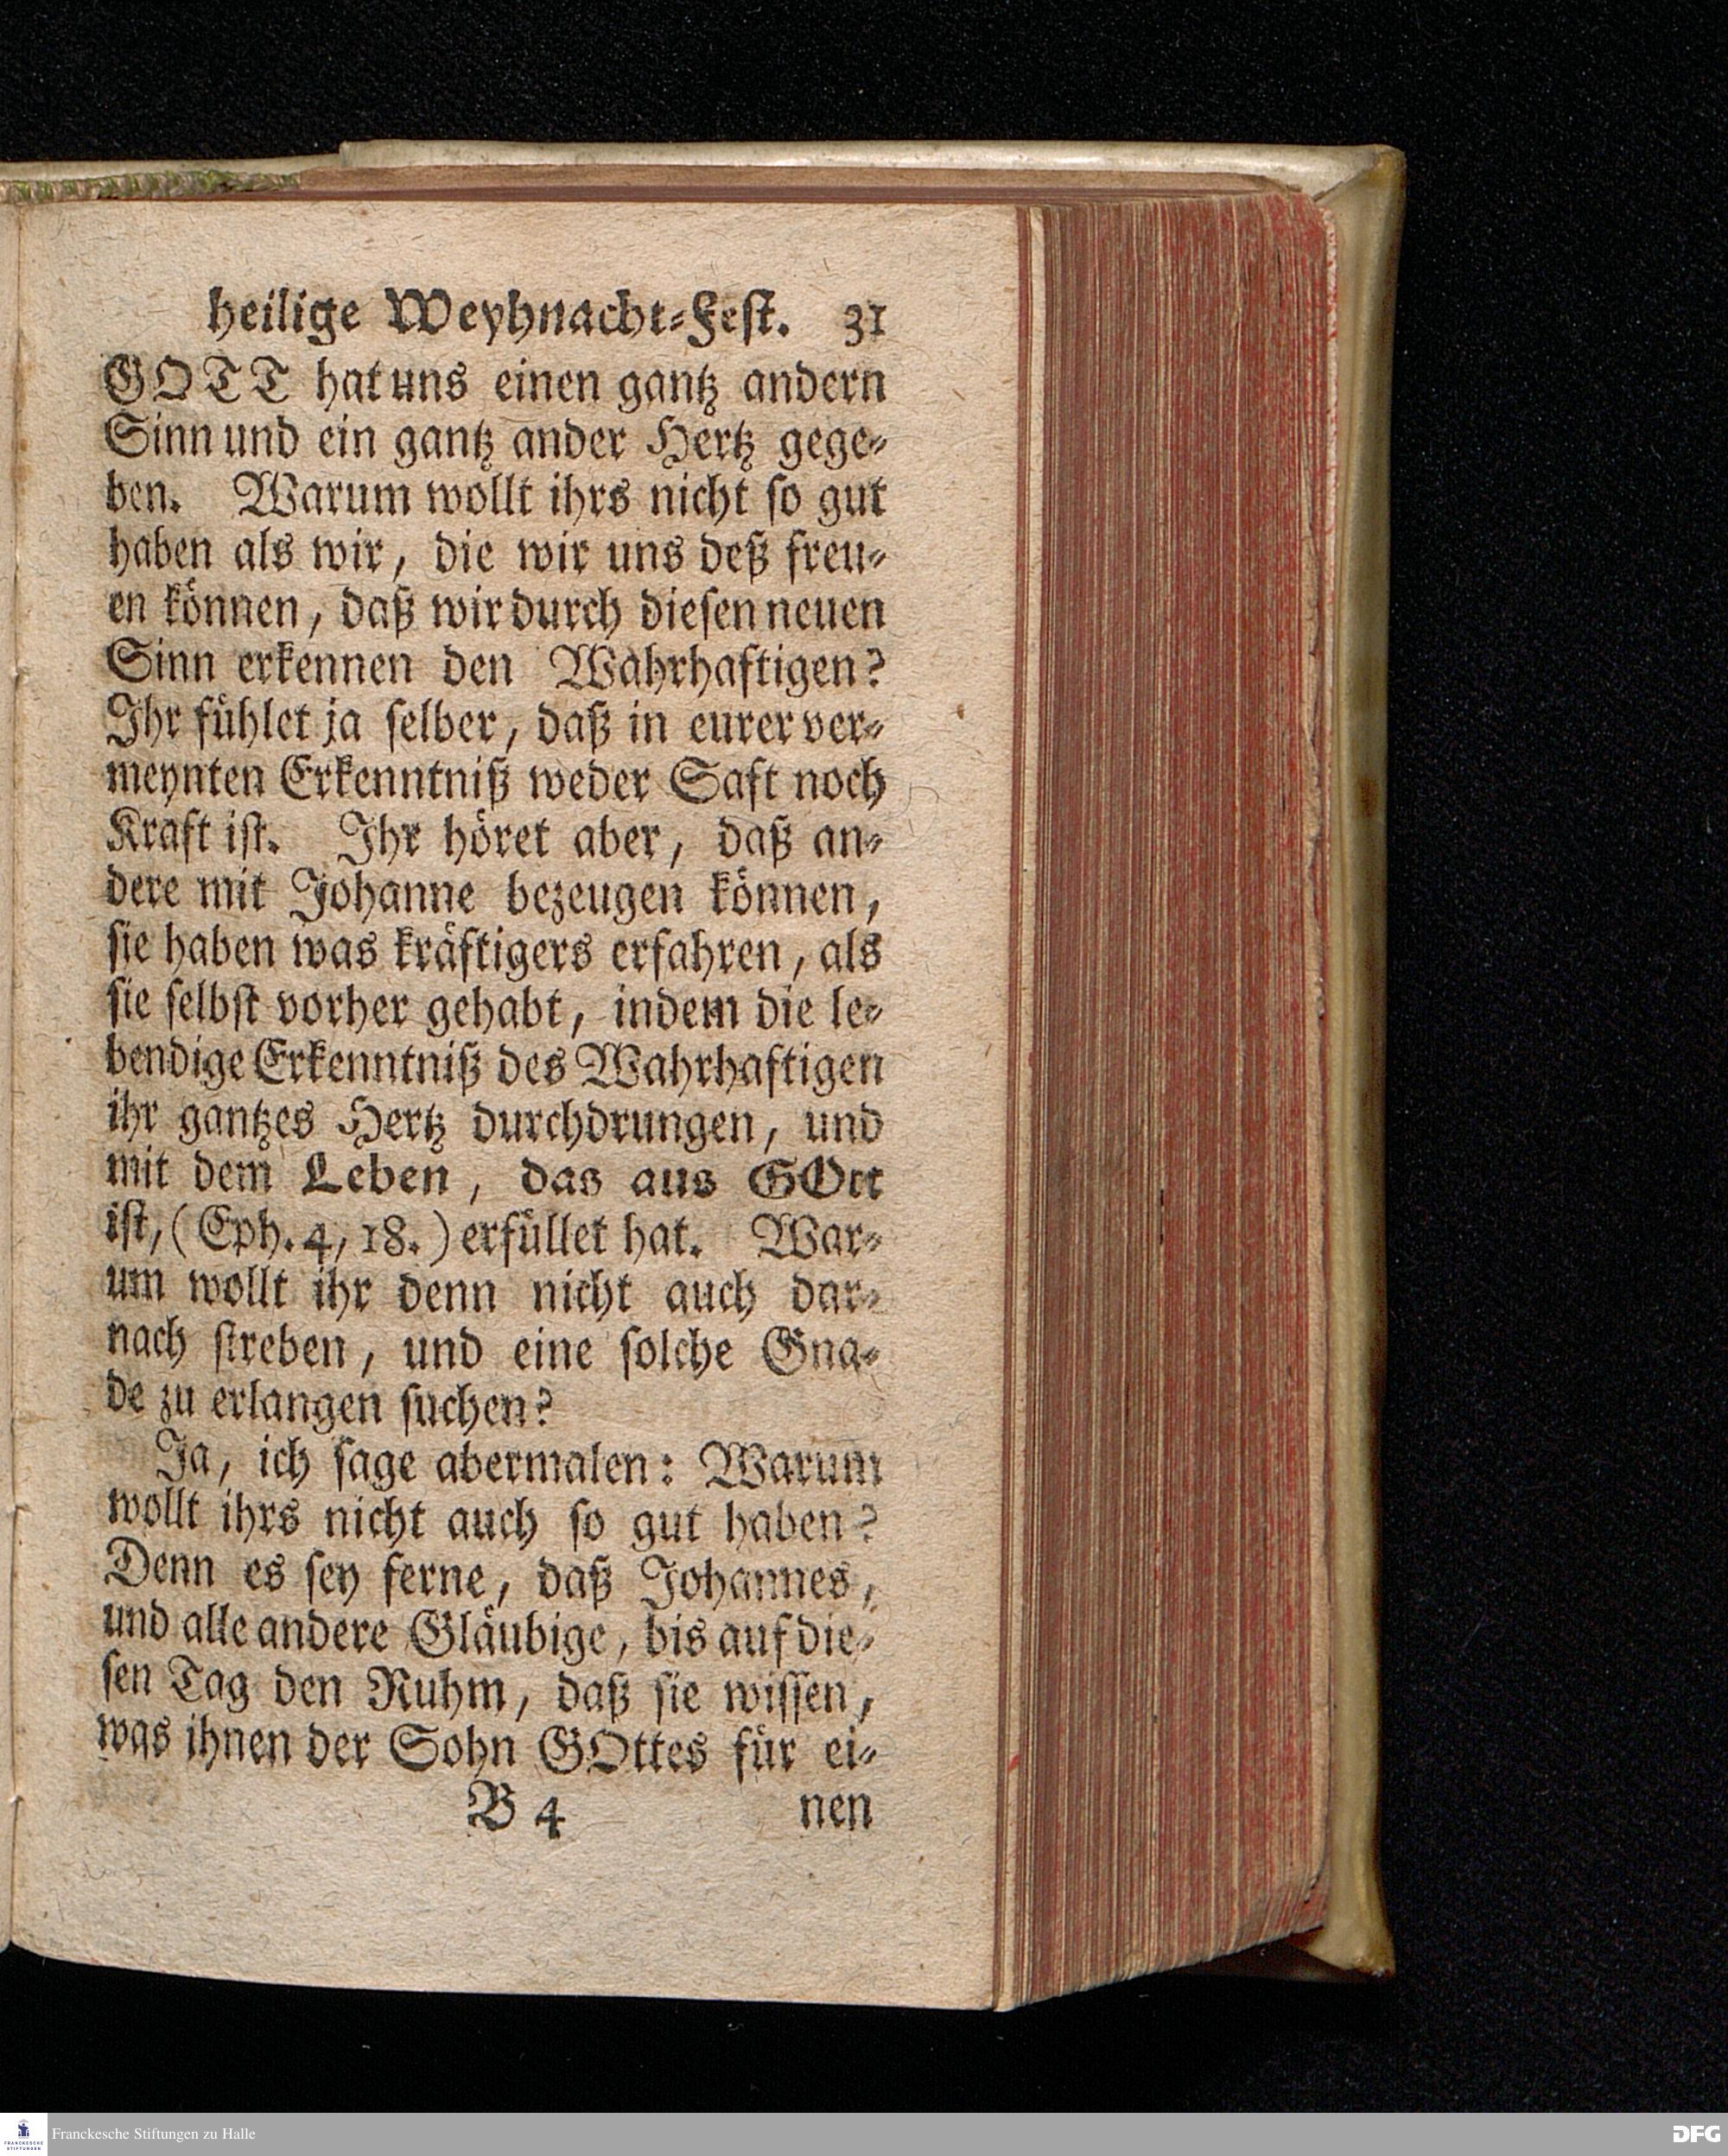 heilige Weyhnacht-Fest. 31
GOTT hat uns einen gantz andern
Sinn und ein gantz ander Hertz gege-
ben. Warum wollt ihrs nicht so gut
haben als wir, die wir uns deß freu-
en können, daß wir durch diesen neuen
Sinn erkennen den Wahrhaftigen?
Ihr fühlet ja selber, daß in eurer ver-
meynten Erkenntniß weder Saft noch
Kraft ist. Ihr höret aber, daß an-
dere mit Johanne bezeugen können,
sie haben was kräftigers erfahren, als
sie selbst vorher gehabt, indem die le-
bendige Erkenntniß des Wahrhaftigen
ihr gantzes Hertz durchdrungen, und
mit dem Leben, das aus GOtt
ist, (Eph. 4, 18.) erfüllet hat. War-
um wollt ihr denn nicht auch dar-
nach streben, und eine solche Gna-
de zu erlangen suchen?
Ja, ich sage abermalen: Warum
wollt ihrs nicht auch so gut haben?
Denn es sey ferne, daß Johannes,
und alle andere Gläubige, bis auf die-
sen Tag den Ruhm, daß sie wissen,
was ihnen der Sohn GOttes für ei-
B 4 nen
FRANCKESCHE STIFTUNGEN
Franckesche Stiftungen zu Halle
DFG